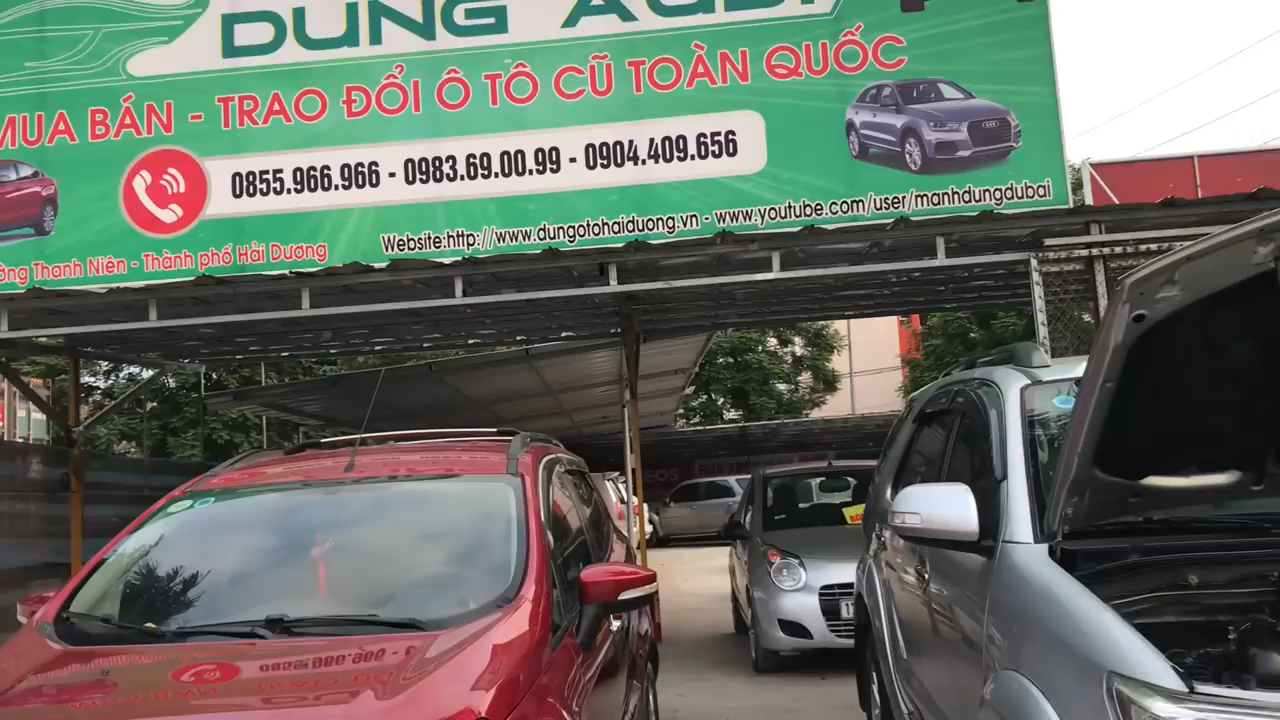 DUNG AUDI
MUA BÁN - TRAO ĐỔI Ô TÔ CŨ TOÀN QUỐC
0855.966.966 - 0983.69.00.99 - 0904.409.656
Website:http://www.dungotohaiduong.vn - www.youtube.com/user/manhdungdubai
Thanh Niên - Thành phố Hải Dương